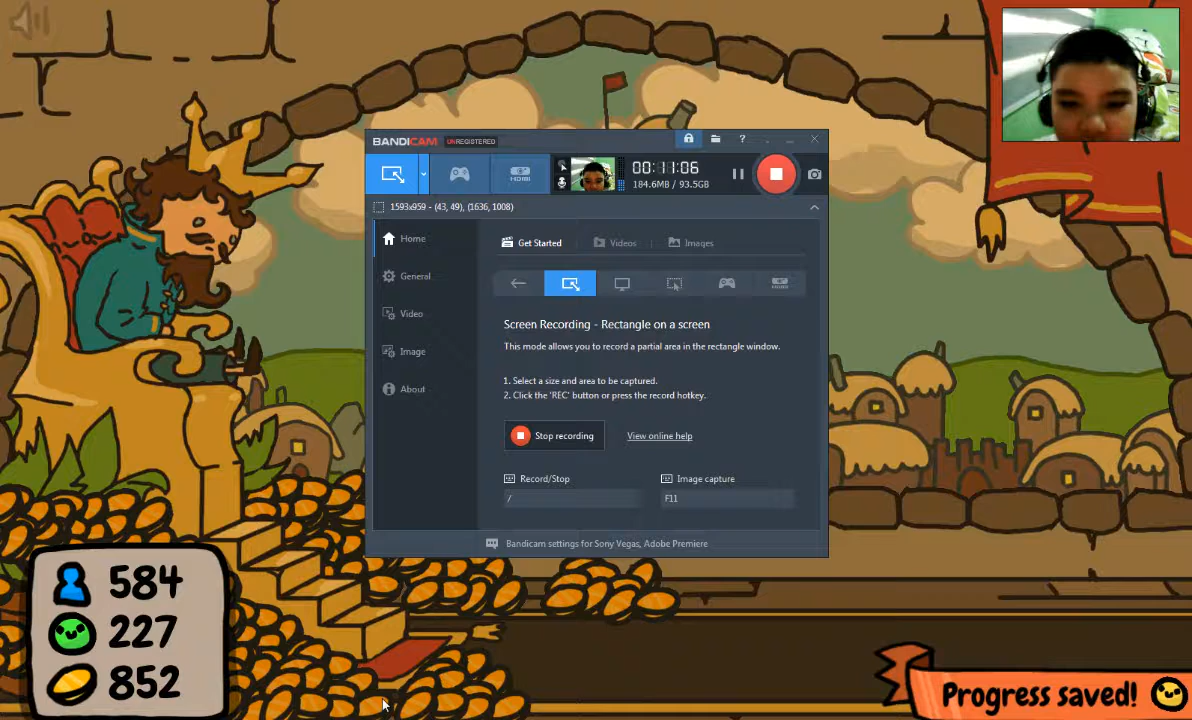 BANDICAM UNREGISTERED
?
HDMI
00:11:06
184.6MB / 93.5GB
1593x959 - (43, 49), (1636, 1008)
Home
Get Started
Videos
Images
General
Video
Image
About
HDMI
Screen Recording - Rectangle on a screen
This mode allows you to record a partial area in the rectangle window.
1. Select a size and area to be captured.
2. Click the 'REC' button or press the record hotkey.
Stop recording
View online help
Record/Stop
Image capture
/
F11
Bandicam settings for Sony Vegas, Adobe Premiere
584
227
852
Progress saved!